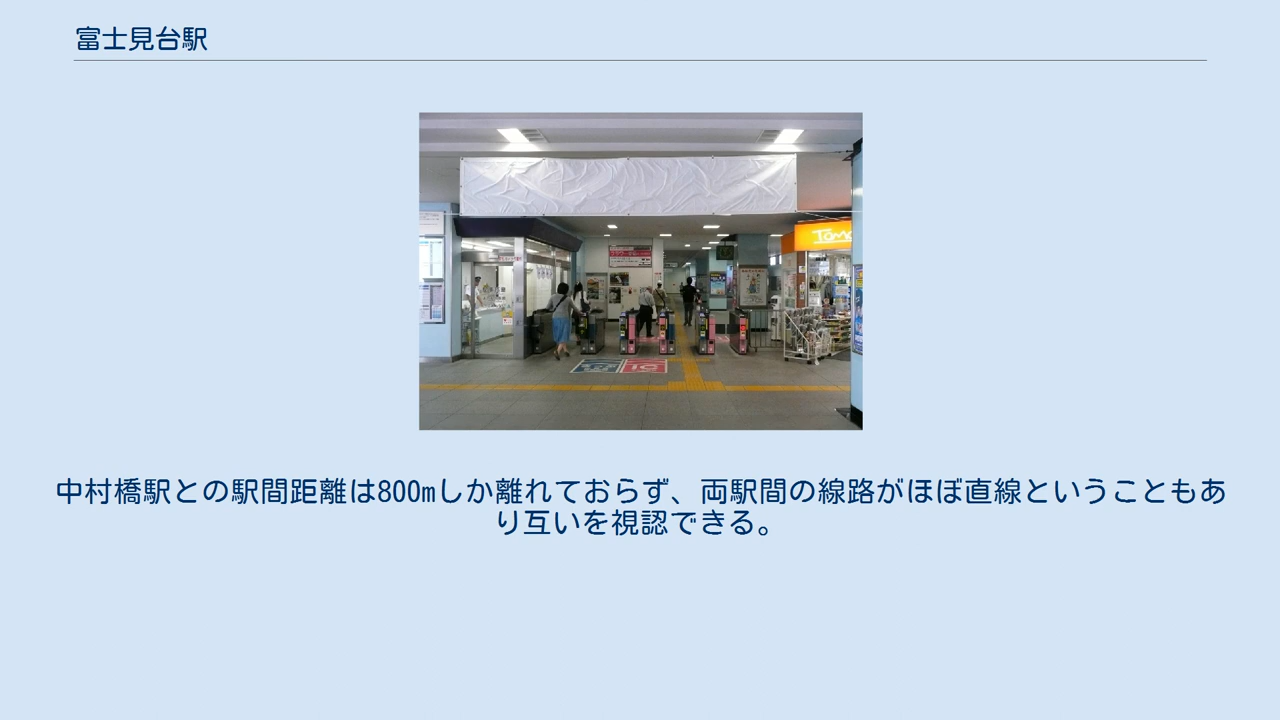 富士見台駅
Tomo
IC
中村橋駅との駅間距離は800mしか離れておらず、両駅間の線路がほぼ直線ということもあ
り互いを視認できる。